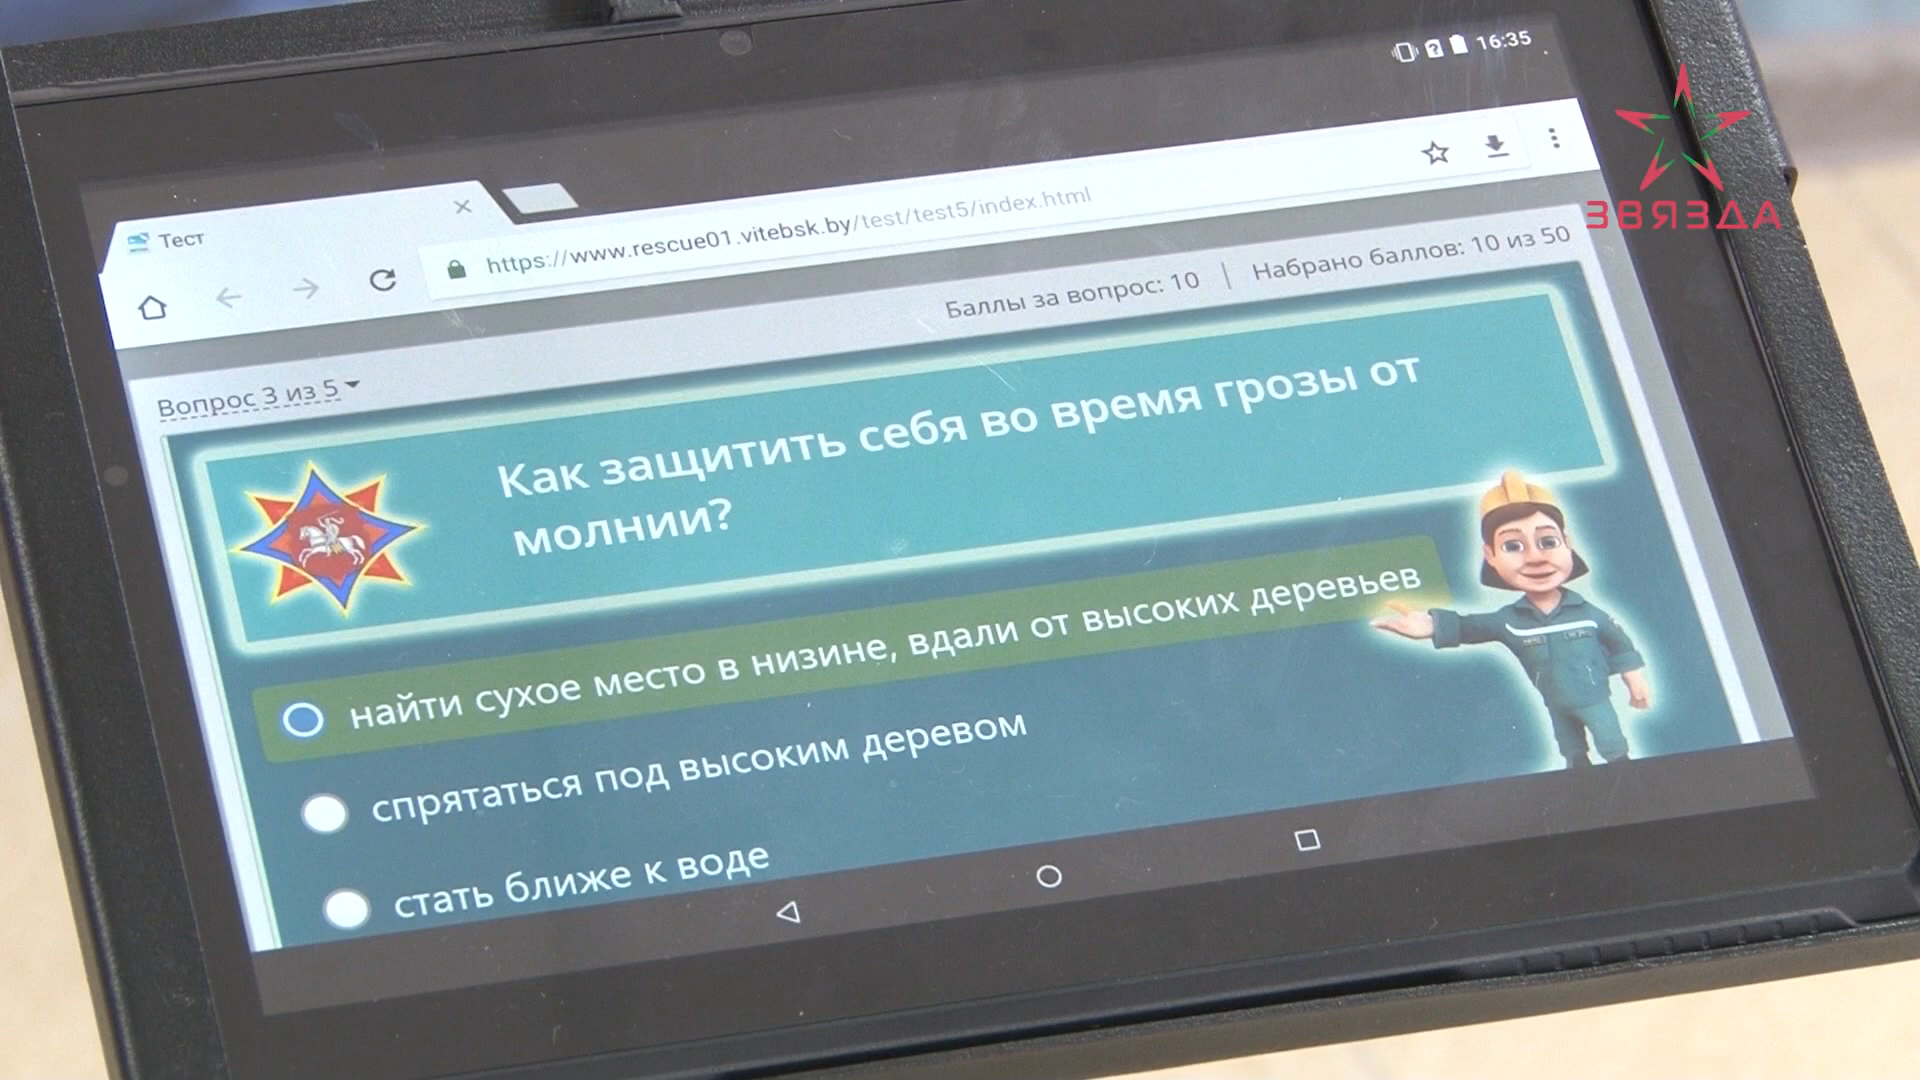 16:35
ЗВЯЗДА
Тест
https://www.rescue01.vitebsk.by/test/test5/index.html
Баллы за вопрос: 10 | Набрано баллов: 10 из 50
Вопрос 3 из 5
Как защитить себя во время грозы от
молнии?
найти сухое место в низине, вдали от высоких деревьев
спрятаться под высоким деревом
стать ближе к воде